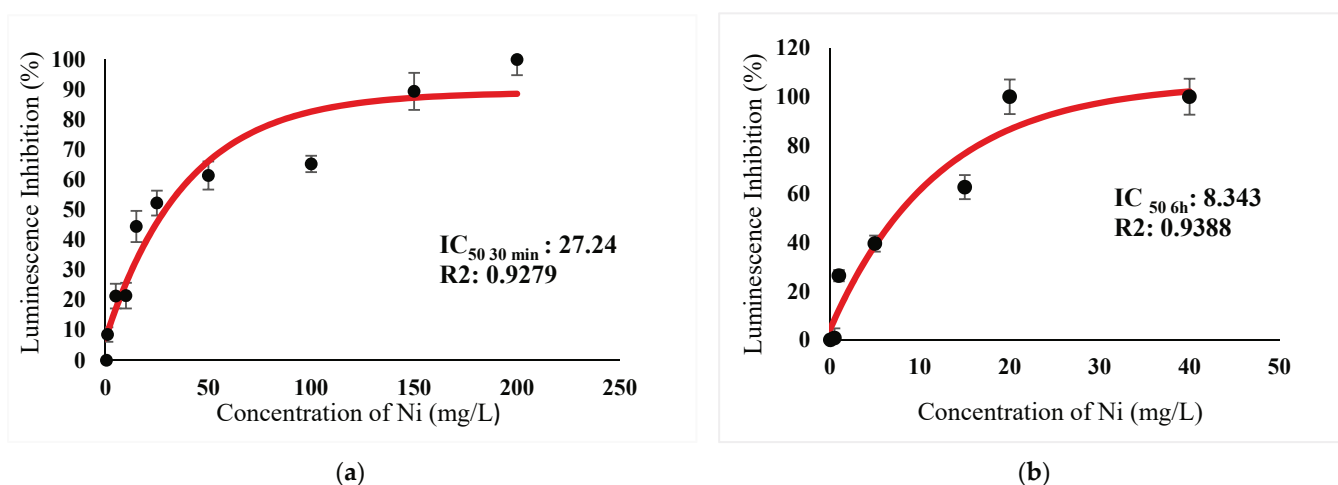 100
90
80
70
60
50
40
30
20
10
0
Luminescence Inhibition (%)
IC50 30 min : 27.24
R2: 0.9279
0 50 100 150 200 250
Concentration of Ni (mg/L)
(a)
120
100
80
60
40
20
0
Luminescence Inhibition (%)
IC 50 6h: 8.343
R2: 0.9388
0 10 20 30 40 50
Concentration of Ni (mg/L)
(b)